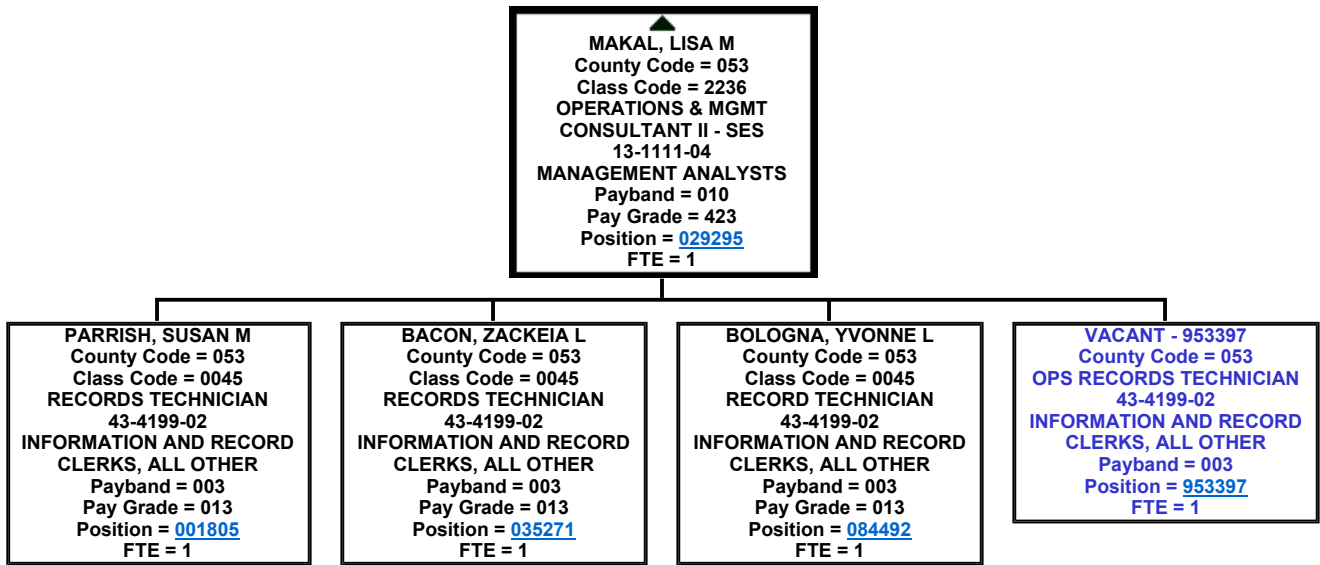 MAKAL, LISA M
County Code = 053
Class Code = 2236
OPERATIONS & MGMT
CONSULTANT II - SES
13-1111-04
MANAGEMENT ANALYSTS
Payband = 010
Pay Grade = 423
Position = 029295
FTE = 1
PARRISH, SUSAN M
County Code = 053
Class Code = 0045
RECORDS TECHNICIAN
43-4199-02
INFORMATION AND RECORD
CLERKS, ALL OTHER
Payband = 003
Pay Grade = 013
Position = 001805
FTE = 1
BACON, ZACKEIA L
County Code = 053
Class Code = 0045
RECORDS TECHNICIAN
43-4199-02
INFORMATION AND RECORD
CLERKS, ALL OTHER
Payband = 003
Pay Grade = 013
Position = 035271
FTE = 1
BOLOGNA, YVONNE L
County Code = 053
Class Code = 0045
RECORD TECHNICIAN
43-4199-02
INFORMATION AND RECORD
CLERKS, ALL OTHER
Payband = 003
Pay Grade = 013
Position = 084492
FTE = 1
VACANT - 953397
County Code = 053
OPS RECORDS TECHNICIAN
43-4199-02
INFORMATION AND RECORD
CLERKS, ALL OTHER
Payband = 003
Position = 953397
FTE = 1